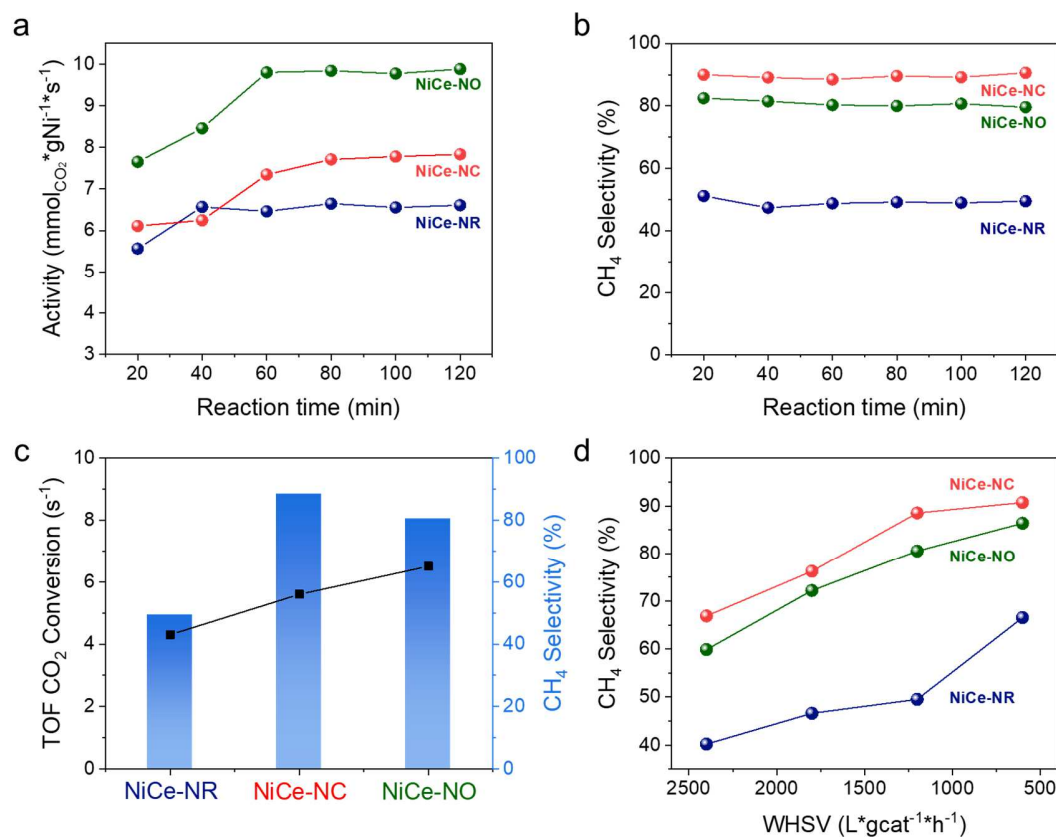 a
Activity (mmol_CO₂*gNi⁻¹*s⁻¹)
10
9
8
7
6
5
4
3
NiCe-NO
NiCe-NC
NiCe-NR
20 40 60 80 100 120
Reaction time (min)
b
CH₄ Selectivity (%)
100
80
60
40
20
0
NiCe-NC
NiCe-NO
NiCe-NR
20 40 60 80 100 120
Reaction time (min)
c
TOF CO₂ Conversion (s⁻¹)
10
8
6
4
2
0
NiCe-NR NiCe-NC NiCe-NO
100
80
60
40
20
0
CH₄ Selectivity (%)
d
CH₄ Selectivity (%)
100
90
80
70
60
50
40
NiCe-NC
NiCe-NO
NiCe-NR
2500 2000 1500 1000 500
WHSV (L*gcat⁻¹*h⁻¹)